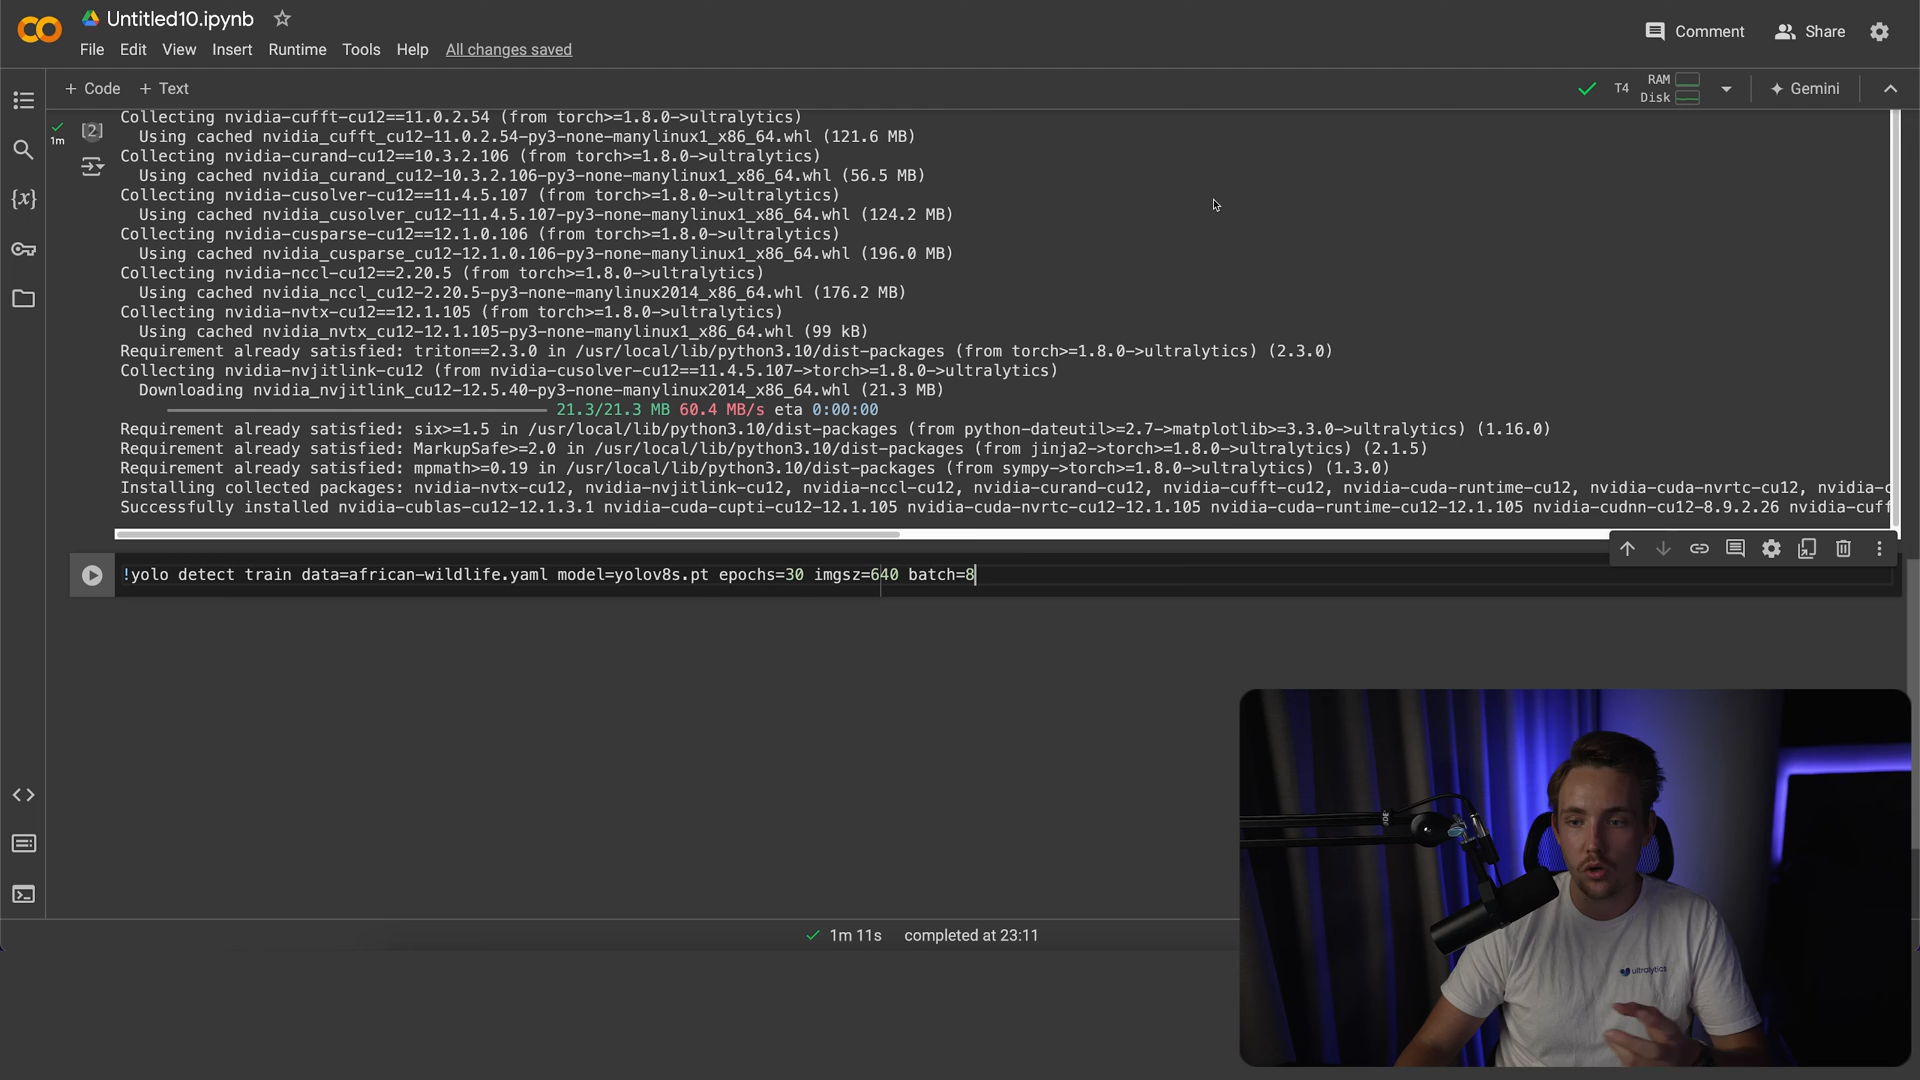 Untitled10.ipynb
File Edit View Insert Runtime Tools Help All changes saved
Comment Share
+ Code + Text
T4 RAM Disk Gemini
Collecting nvidia-cufft-cu12==11.0.2.54 (from torch>=1.8.0->ultralytics)
1m [2] Using cached nvidia_cufft_cu12-11.0.2.54-py3-none-manylinux1_x86_64.whl (121.6 MB)
Collecting nvidia-curand-cu12==10.3.2.106 (from torch>=1.8.0->ultralytics)
Using cached nvidia_curand_cu12-10.3.2.106-py3-none-manylinux1_x86_64.whl (56.5 MB)
Collecting nvidia-cusolver-cu12==11.4.5.107 (from torch>=1.8.0->ultralytics)
Using cached nvidia_cusolver_cu12-11.4.5.107-py3-none-manylinux1_x86_64.whl (124.2 MB)
Collecting nvidia-cusparse-cu12==12.1.0.106 (from torch>=1.8.0->ultralytics)
Using cached nvidia_cusparse_cu12-12.1.0.106-py3-none-manylinux1_x86_64.whl (196.0 MB)
Collecting nvidia-nccl-cu12==2.20.5 (from torch>=1.8.0->ultralytics)
Using cached nvidia_nccl_cu12-2.20.5-py3-none-manylinux2014_x86_64.whl (176.2 MB)
Collecting nvidia-nvtx-cu12==12.1.105 (from torch>=1.8.0->ultralytics)
Using cached nvidia_nvtx_cu12-12.1.105-py3-none-manylinux1_x86_64.whl (99 kB)
Requirement already satisfied: triton==2.3.0 in /usr/local/lib/python3.10/dist-packages (from torch>=1.8.0->ultralytics) (2.3.0)
Collecting nvidia-nvjitlink-cu12 (from nvidia-cusolver-cu12==11.4.5.107->torch>=1.8.0->ultralytics)
Downloading nvidia_nvjitlink_cu12-12.5.40-py3-none-manylinux2014_x86_64.whl (21.3 MB)
21.3/21.3 MB 60.4 MB/s eta 0:00:00
Requirement already satisfied: six>=1.5 in /usr/local/lib/python3.10/dist-packages (from python-dateutil>=2.7->matplotlib>=3.3.0->ultralytics) (1.16.0)
Requirement already satisfied: MarkupSafe>=2.0 in /usr/local/lib/python3.10/dist-packages (from jinja2->torch>=1.8.0->ultralytics) (2.1.5)
Requirement already satisfied: mpmath>=0.19 in /usr/local/lib/python3.10/dist-packages (from sympy->torch>=1.8.0->ultralytics) (1.3.0)
Installing collected packages: nvidia-nvtx-cu12, nvidia-nvjitlink-cu12, nvidia-nccl-cu12, nvidia-curand-cu12, nvidia-cufft-cu12, nvidia-cuda-runtime-cu12, nvidia-cuda-nvrtc-cu12, nvidia-c
Successfully installed nvidia-cublas-cu12-12.1.3.1 nvidia-cuda-cupti-cu12-12.1.105 nvidia-cuda-nvrtc-cu12-12.1.105 nvidia-cuda-runtime-cu12-12.1.105 nvidia-cudnn-cu12-8.9.2.26 nvidia-cuff
!yolo detect train data=african-wildlife.yaml model=yolov8s.pt epochs=30 imgsz=640 batch=8
1m 11s completed at 23:11
ultralytics